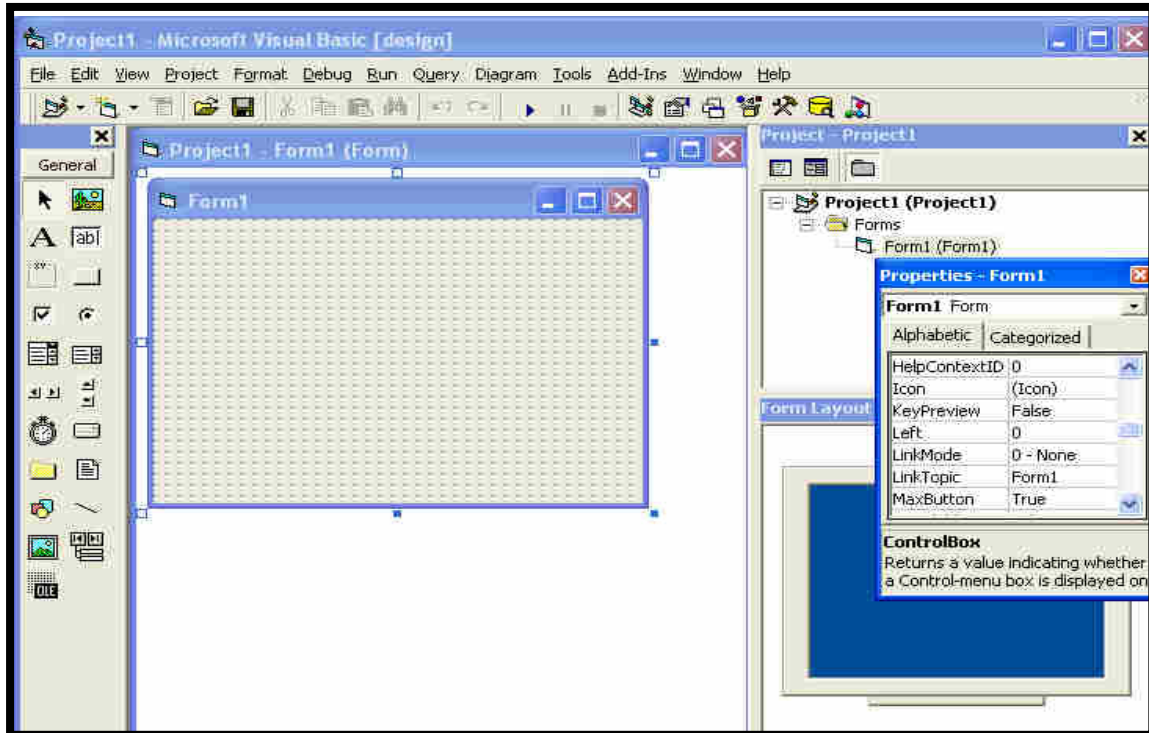 Project1 - Microsoft Visual Basic [design]
File Edit View Project Format Debug Run Query Diagram Tools Add-Ins Window Help
General
A ab|
xy
OLE
Project1 - Form1 (Form)
Form1
Project - Project1
Project1 (Project1)
Forms
Form1 (Form1)
Properties - Form1
Form1 Form
Alphabetic Categorized
HelpContextID 0
Icon (Icon)
KeyPreview False
Left 0
LinkMode 0 - None
LinkTopic Form1
MaxButton True
ControlBox
Returns a value indicating whether
a Control-menu box is displayed on
Form Layout